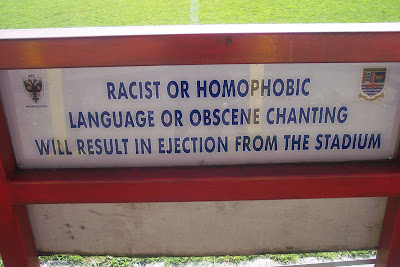 RACIST OR HOMOPHOBIC
LANGUAGE OR OBSCENE CHANTING
WILL RESULT IN EJECTION FROM THE STADIUM